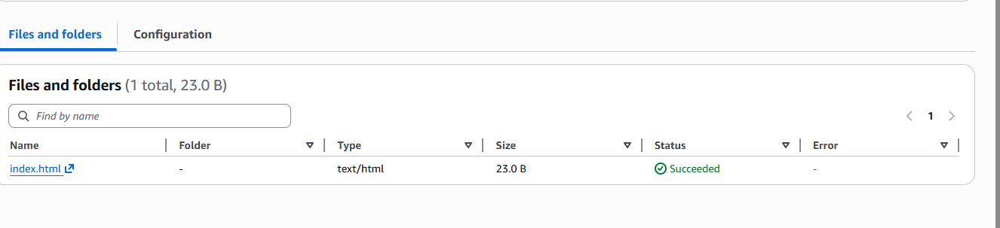 Files and folders Configuration
Files and folders (1 total, 23.0 B)
Find by name
1
Name Folder Type Size Status Error
index.html - text/html 23.0 B Succeeded -